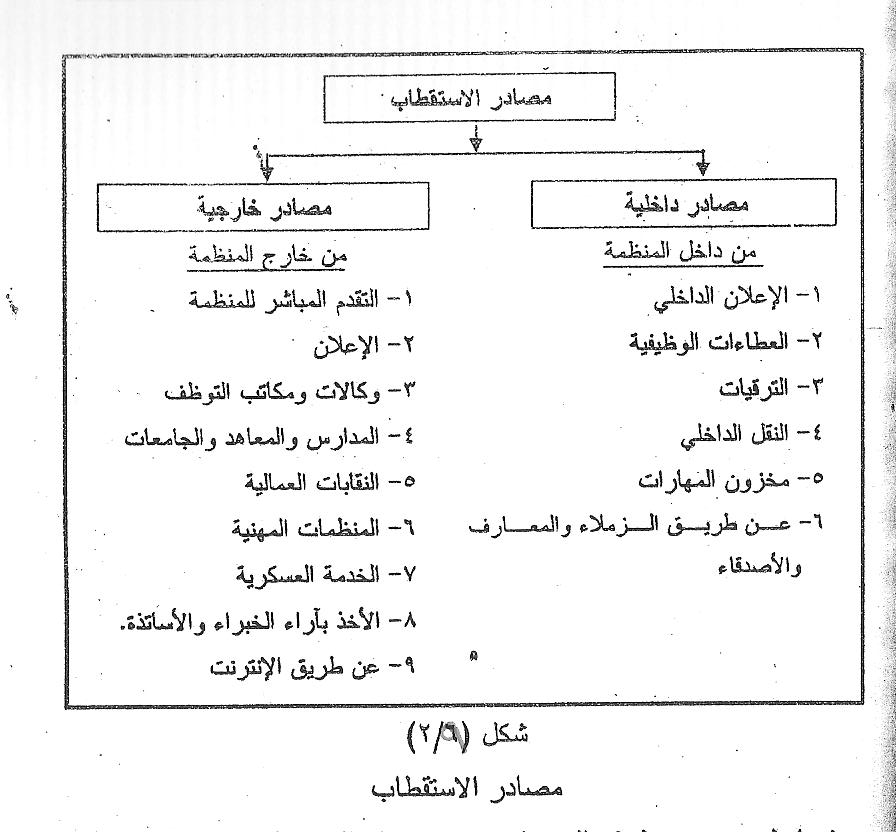 مصادر الاستقطاب
مصادر داخلية
من داخل المنظمة
١- الإعلان الداخلي
٢- العطاءات الوظيفية
٣- الترقيات
٤- النقل الداخلي
٥- مخزون المهارات
٦- عن طريق الزملاء والمعارف
والأصدقاء
مصادر خارجية
من خارج المنظمة
١- التقدم المباشر للمنظمة
٢- الإعلان
٣- وكالات ومكاتب التوظف
٤- المدارس والمعاهد والجامعات
٥- النقابات العمالية
٦- المنظمات المهنية
٧- الخدمة العسكرية
٨- الأخذ بآراء الخبراء والأساتذة.
٩- عن طريق الإنترنت
شكل (٢/٦)
مصادر الاستقطاب